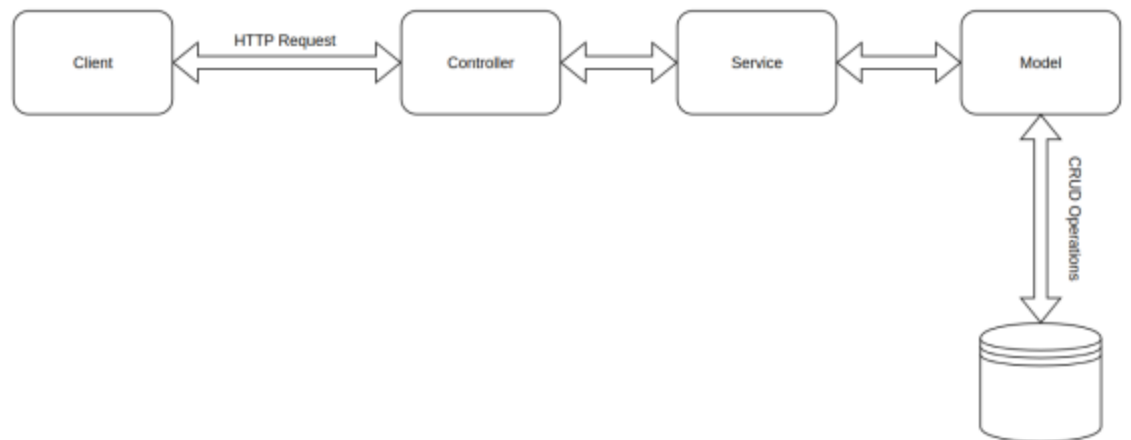 HTTP Request
Client
Controller
Service
Model
CRUD Operations